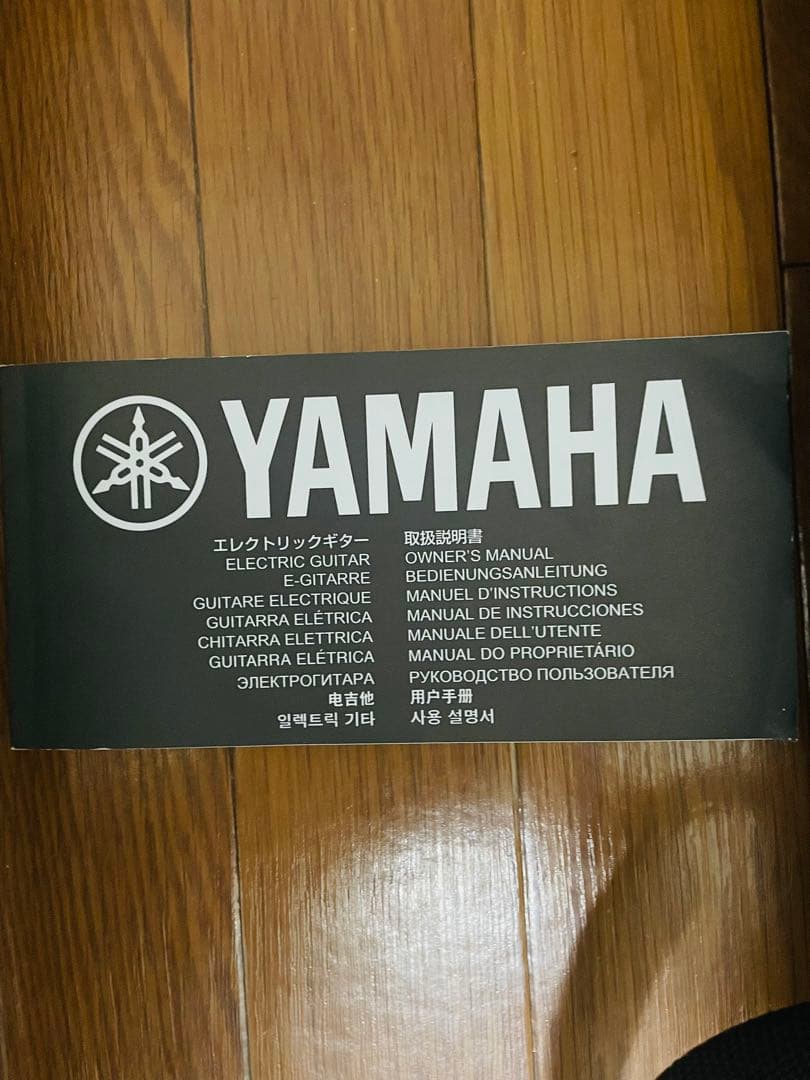 YAMAHA
エレクトリックギター 取扱説明書
ELECTRIC GUITAR OWNER'S MANUAL
E-GITARRE BEDIENUNGSANLEITUNG
GUITARE ELECTRIQUE MANUEL D'INSTRUCTIONS
GUITARRA ELÉTRICA MANUAL DE INSTRUCCIONES
CHITARRA ELETTRICA MANUALE DELL'UTENTE
GUITARRA ELÉTRICA MANUAL DO PROPRIETÁRIO
ЭЛЕКТРОГИТАРА РУКОВОДСТВО ПОЛЬЗОВАТЕЛЯ
电吉他 用户手册
일렉트릭 기타 사용 설명서